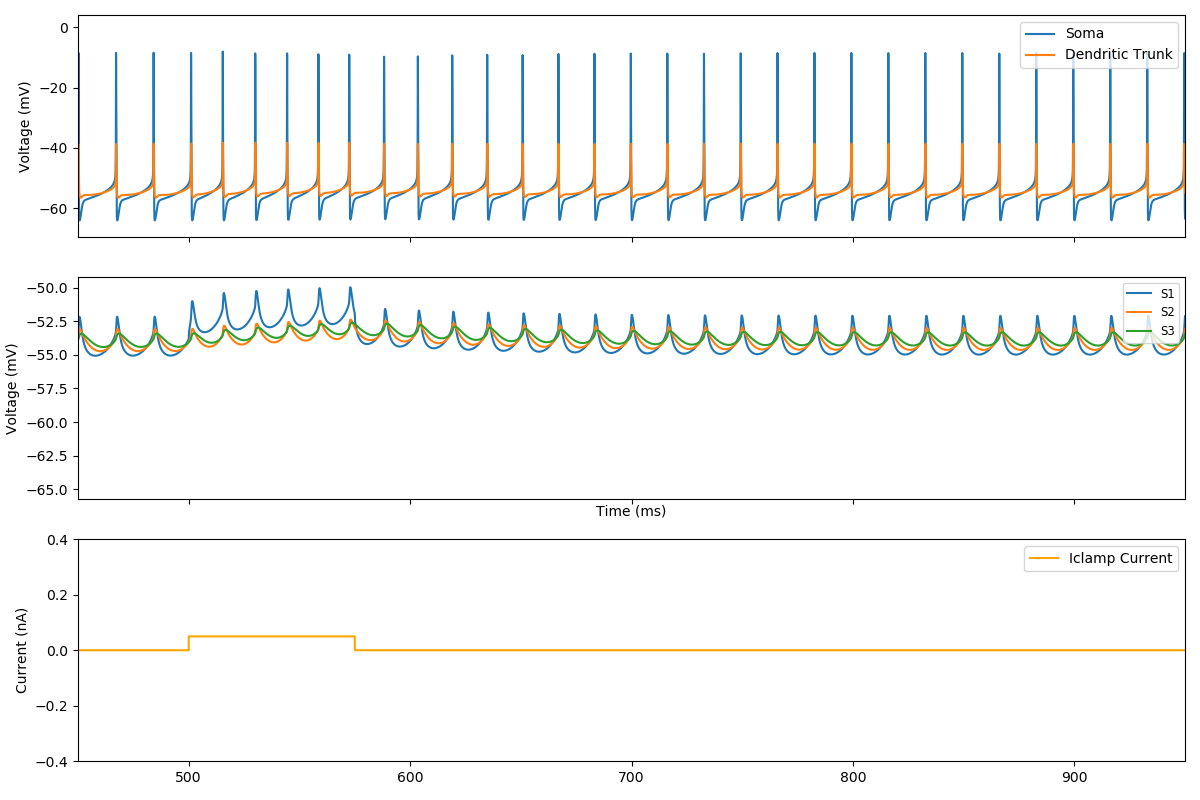 0
−20
−40
−60
Voltage (mV)
Soma
Dendritic Trunk
−50.0
−52.5
−55.0
−57.5
−60.0
−62.5
−65.0
Voltage (mV)
S1
S2
S3
Time (ms)
0.4
0.2
0.0
−0.2
−0.4
Current (nA)
Iclamp Current
500 600 700 800 900